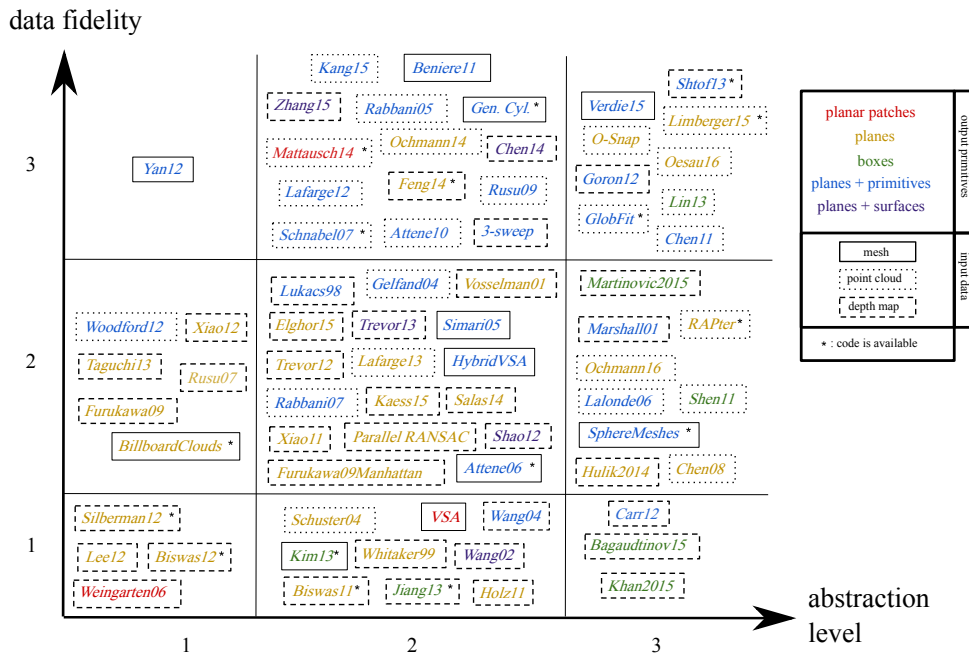 data fidelity
Kang15 Beniere11
Shtof13 *
Zhang15 Rabbani05 Gen. Cyl. * Verdie15 Limberger15 *
Mattausch14 * Ochmann14 Chen14 O-Snap
3 Yan12 Lafarge12 Feng14 * Rusu09 Goron12 Oesau16
Schnabel07 * Attene10 3-sweep GlobFit * Lin13
Chen11
planar patches
planes
boxes
planes + primitives
planes + surfaces
output primitives
mesh
point cloud
depth map
input data
* : code is available
Lukacs98 Gelfand04 Vosselman01 Martinovic2015
Woodford12 Xiao12 Elghor15 Trevor13 Simari05 Marshall01 RAPter *
2 Taguchi13 Rusu07 Trevor12 Lafarge13 HybridVSA Ochmann16
Furukawa09 Rabbani07 Kaess15 Salas14 Lalonde06 Shen11
BillboardClouds * Xiao11 Parallel RANSAC Shao12 SphereMeshes *
Furukawa09Manhattan Attene06 * Hulik2014 Chen08
Silberman12 * Schuster04 VSA Wang04 Carr12
1 Lee12 Biswas12 * Kim13 * Whitaker99 Wang02 Bagaudtinov15
Weingarten06 Biswas11 * Jiang13 * Holz11 Khan2015
abstraction
level
1 2 3